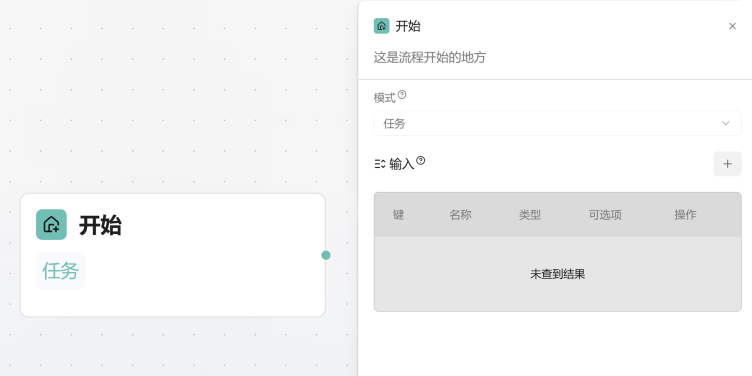 开始
任务
开始
这是流程开始的地方
模式
任务
输入
键 名称 类型 可选项 操作
未查到结果